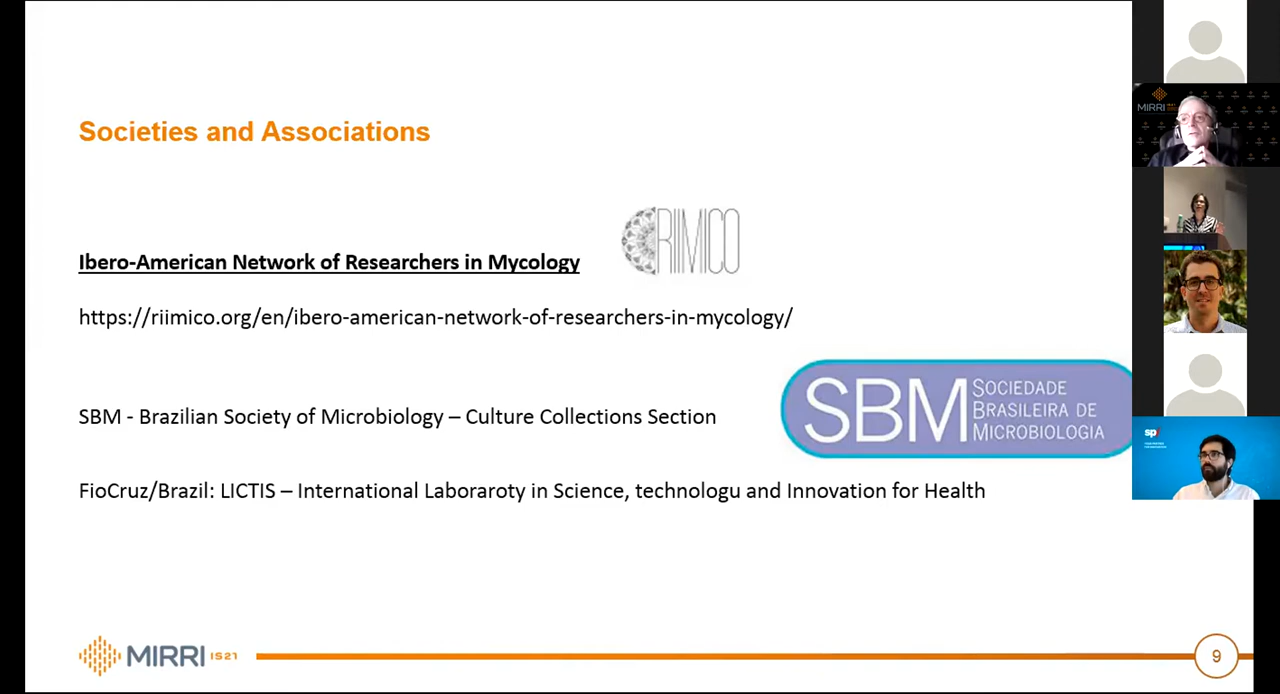 Societies and Associations
RIIMICO
Ibero-American Network of Researchers in Mycology
https://riimico.org/en/ibero-american-network-of-researchers-in-mycology/
SBM
SOCIEDADE
BRASILEIRA DE
MICROBIOLOGIA
SBM - Brazilian Society of Microbiology – Culture Collections Section
FioCruz/Brazil: LICTIS – International Laboraroty in Science, technologu and Innovation for Health
MIRRI IS21
9
MIRRI
sp